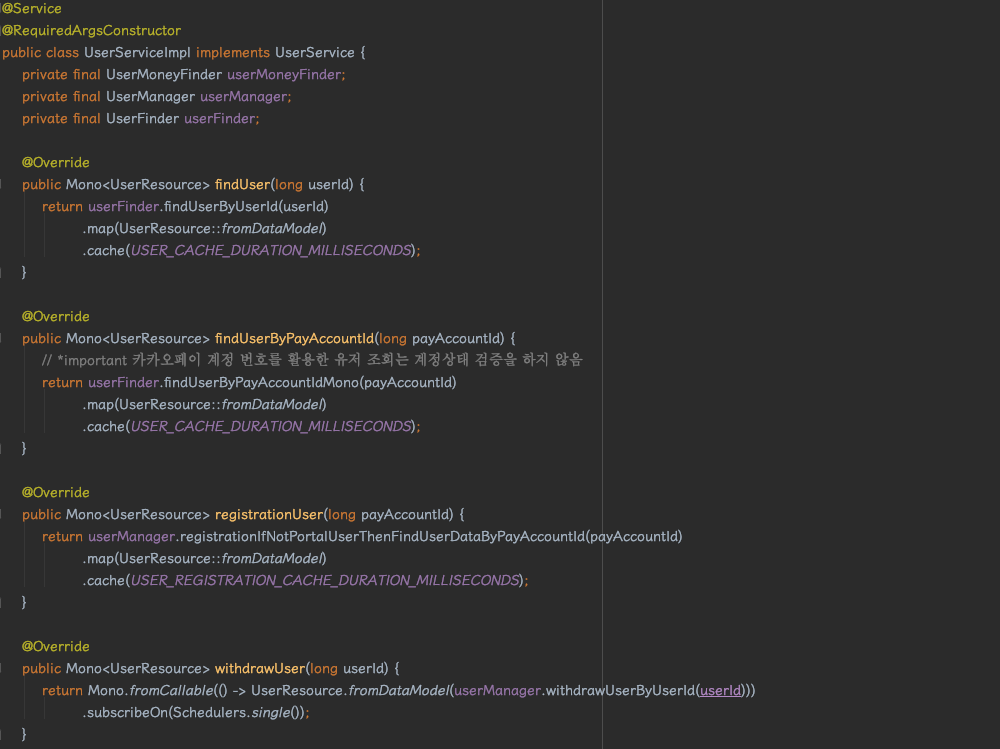 @Service
@RequiredArgsConstructor
public class UserServiceImpl implements UserService {
private final UserMoneyFinder userMoneyFinder;
private final UserManager userManager;
private final UserFinder userFinder;
@Override
public Mono<UserResource> findUser(long userId) {
return userFinder.findUserByUserId(userId)
.map(UserResource::fromDataModel)
.cache(USER_CACHE_DURATION_MILLISECONDS);
}
@Override
public Mono<UserResource> findUserByPayAccountId(long payAccountId) {
// *important 카카오페이 계정 번호를 활용한 유저 조회는 계정상태 검증을 하지 않음
return userFinder.findUserByPayAccountIdMono(payAccountId)
.map(UserResource::fromDataModel)
.cache(USER_CACHE_DURATION_MILLISECONDS);
}
@Override
public Mono<UserResource> registrationUser(long payAccountId) {
return userManager.registrationIfNotPortalUserThenFindUserDataByPayAccountId(payAccountId)
.map(UserResource::fromDataModel)
.cache(USER_REGISTRATION_CACHE_DURATION_MILLISECONDS);
}
@Override
public Mono<UserResource> withdrawUser(long userId) {
return Mono.fromCallable(() -> UserResource.fromDataModel(userManager.withdrawUserByUserId(userId)))
.subscribeOn(Schedulers.single());
}